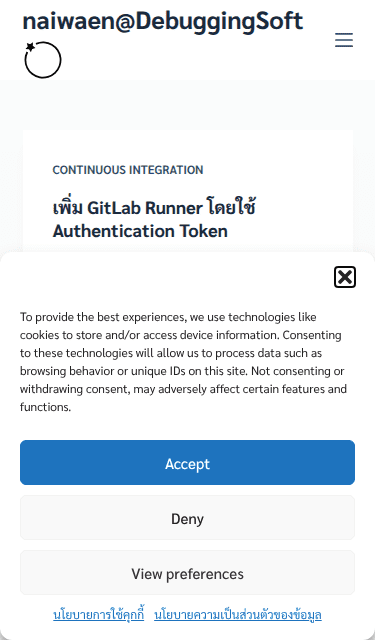 naiwaen@DebuggingSoft
CONTINUOUS INTEGRATION
เพิ่ม GitLab Runner โดยใช้
Authentication Token
To provide the best experiences, we use technologies like
cookies to store and/or access device information. Consenting
to these technologies will allow us to process data such as
browsing behavior or unique IDs on this site. Not consenting or
withdrawing consent, may adversely affect certain features and
functions.
Accept
Deny
View preferences
นโยบายการใช้คุกกี้ นโยบายความเป็นส่วนตัวของข้อมูล